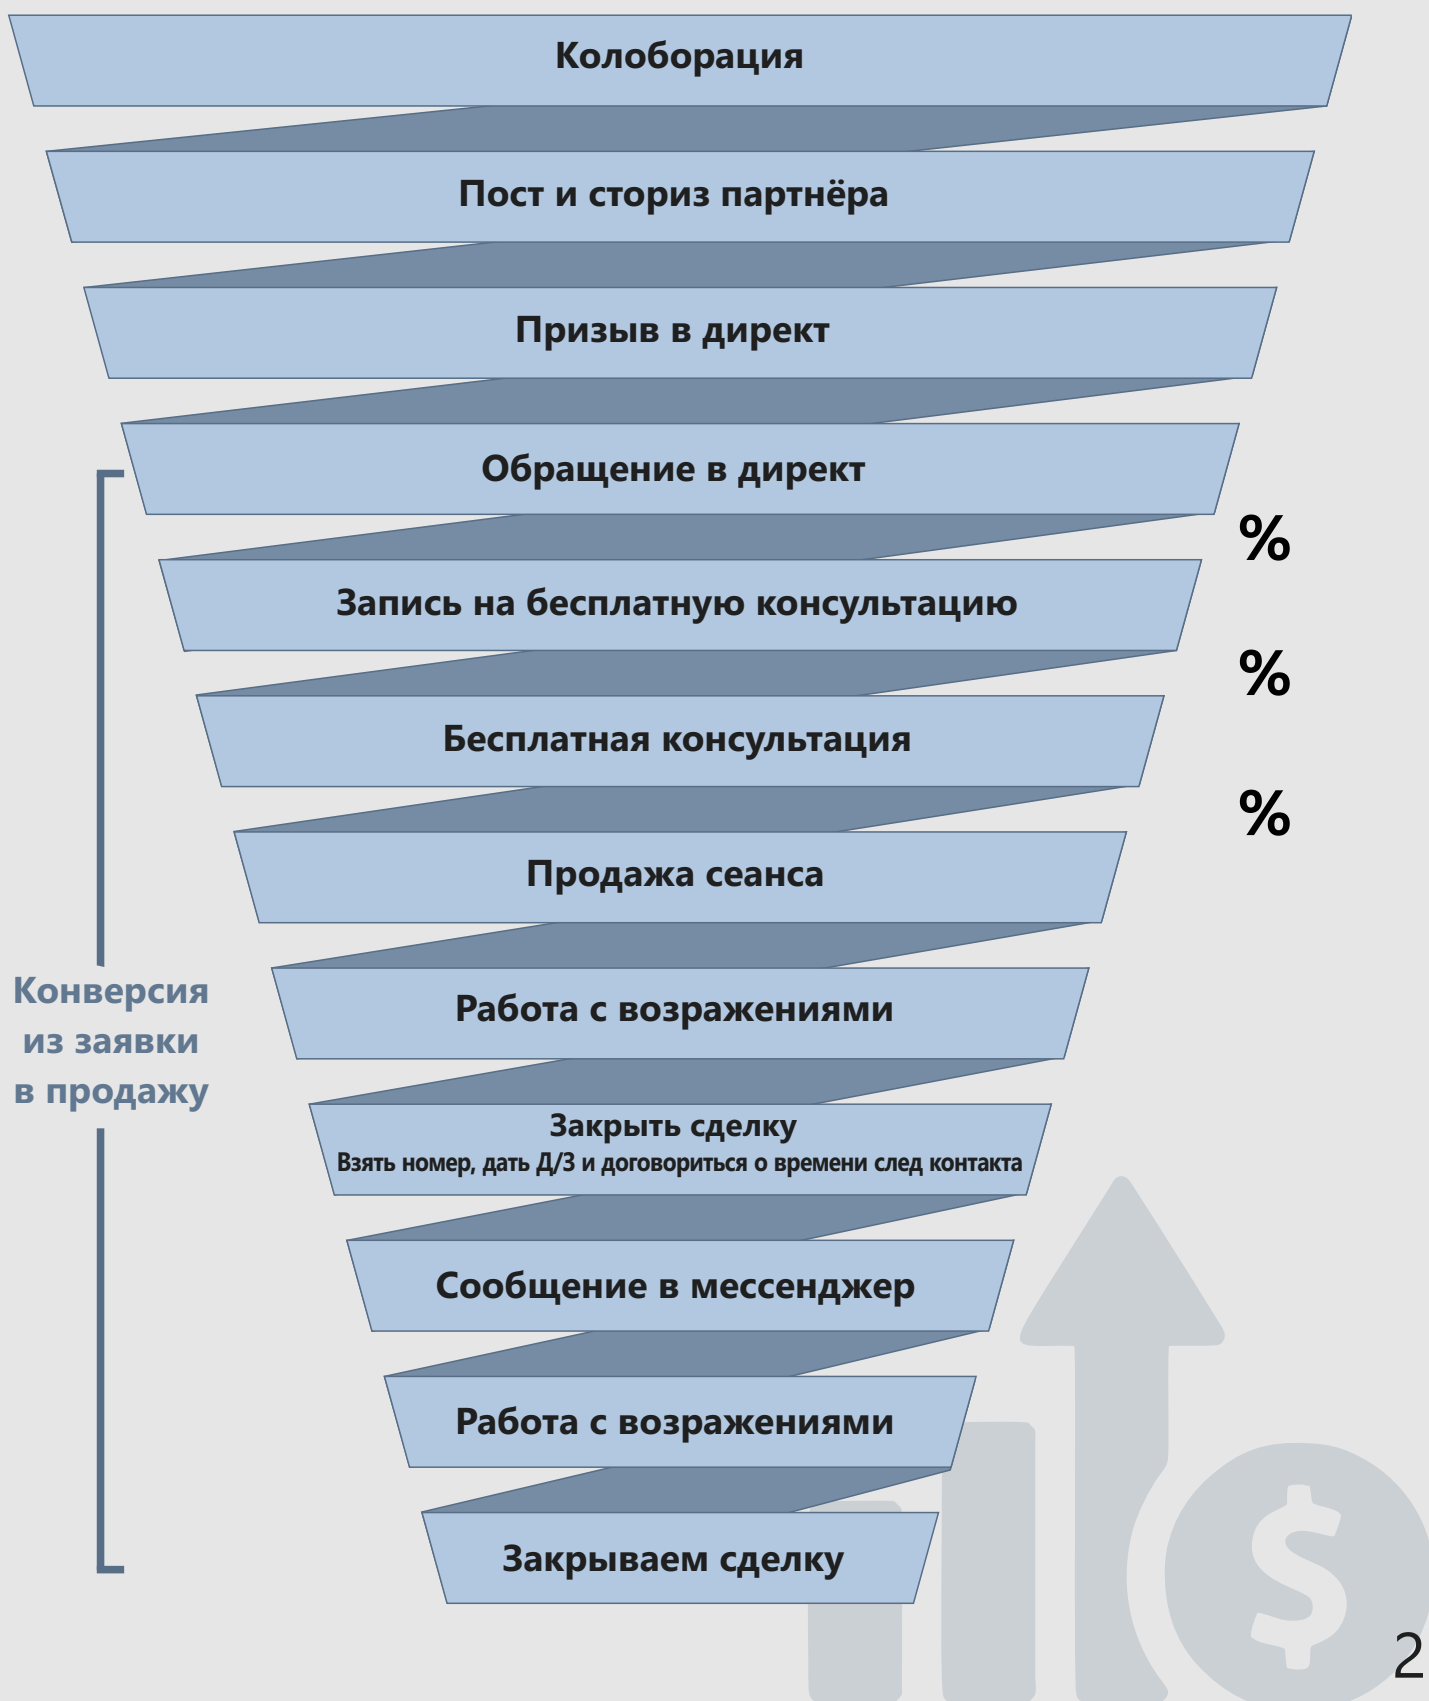 Колоборация
Пост и сториз партнёра
Призыв в директ
Обращение в директ
%
Запись на бесплатную консультацию
%
Бесплатная консультация
%
Продажа сеанса
Конверсия
из заявки
в продажу
Работа с возражениями
Закрыть сделку
Взять номер, дать Д/З и договориться о времени след контакта
Сообщение в мессенджер
Работа с возражениями
Закрываем сделку
$
2